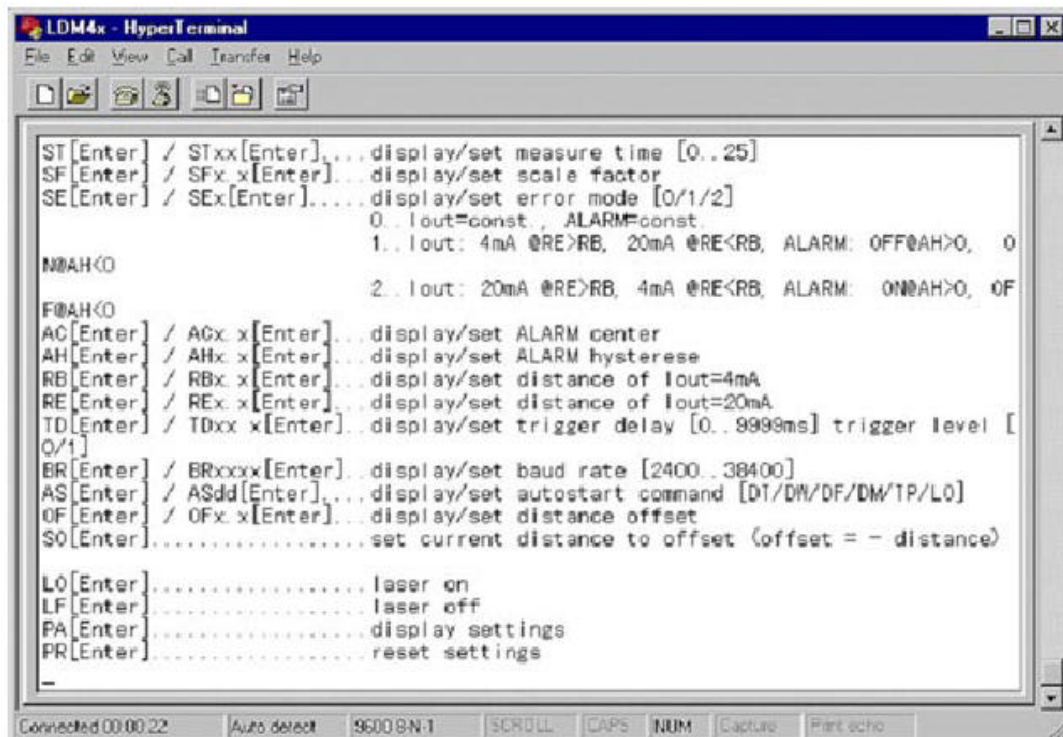 LDM4x - HyperTerminal
File Edit View Call Transfer Help
ST[Enter] / STxx[Enter].....display/set measure time [0..25]
SF[Enter] / SFx.x[Enter]...display/set scale factor
SE[Enter] / SEx[Enter].....display/set error mode [0/1/2]
0..Iout=const., ALARM=const.
1..Iout: 4mA @RE>RB, 20mA @RE<RB, ALARM: OFF@AH>0, O
N@AH<0
2..Iout: 20mA @RE>RB, 4mA @RE<RB, ALARM: ON@AH>0, OF
F@AH<0
AC[Enter] / ACx.x[Enter]...display/set ALARM center
AH[Enter] / AHx.x[Enter]...display/set ALARM hysterese
RB[Enter] / RBx.x[Enter]...display/set distance of Iout=4mA
RE[Enter] / REx.x[Enter]...display/set distance of Iout=20mA
TD[Enter] / TDxx x[Enter]..display/set trigger delay [0..9999ms] trigger level [
0/1]
BR[Enter] / BRxxxx[Enter]..display/set baud rate [2400..38400]
AS[Enter] / ASdd[Enter]....display/set autostart command [DT/DW/DF/DM/TP/LO]
OF[Enter] / OFx.x[Enter]...display/set distance offset
SO[Enter]..................set current distance to offset (offset = - distance)
LO[Enter]..................laser on
LF[Enter]..................laser off
PA[Enter]..................display settings
PR[Enter]..................reset settings
_
Connected 00:00:22 Auto detect 9600 8-N-1 SCROLL CAPS NUM Capture Print echo